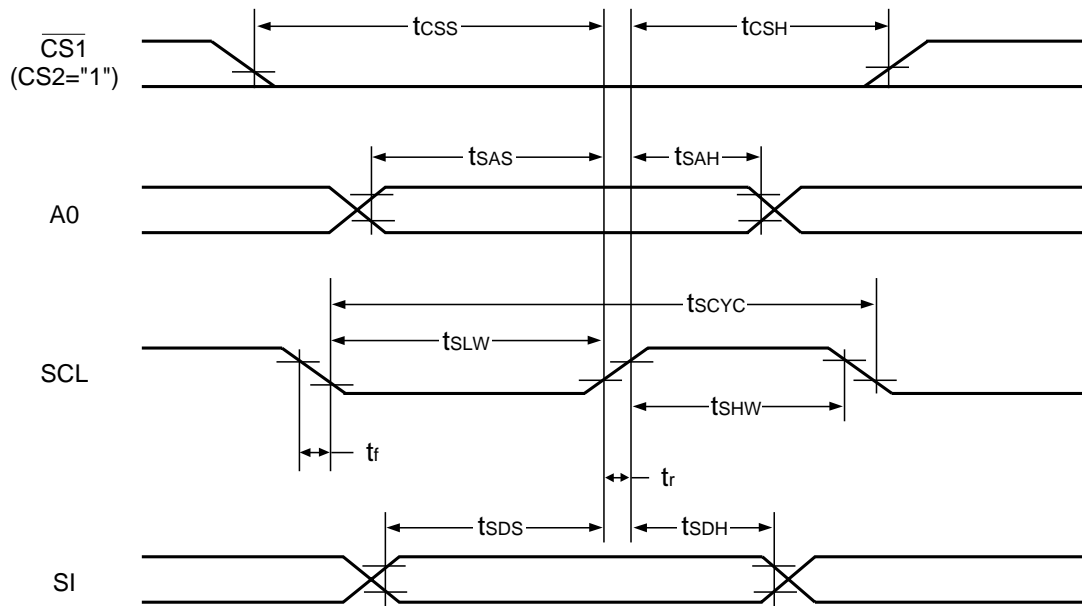 tCSS
tCSH
CS1
(CS2="1")
tSAS
tSAH
A0
tSCYC
tSLW
SCL
tSHW
tf
tr
tSDS
tSDH
SI